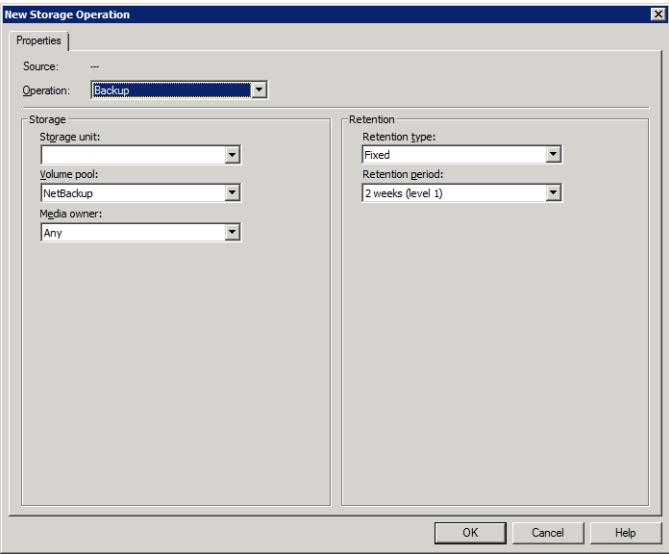 New Storage Operation
Properties
Source: ---
Operation: Backup
Storage
Storage unit:
Volume pool:
NetBackup
Media owner:
Any
Retention
Retention type:
Fixed
Retention period:
2 weeks (level 1)
OK Cancel Help